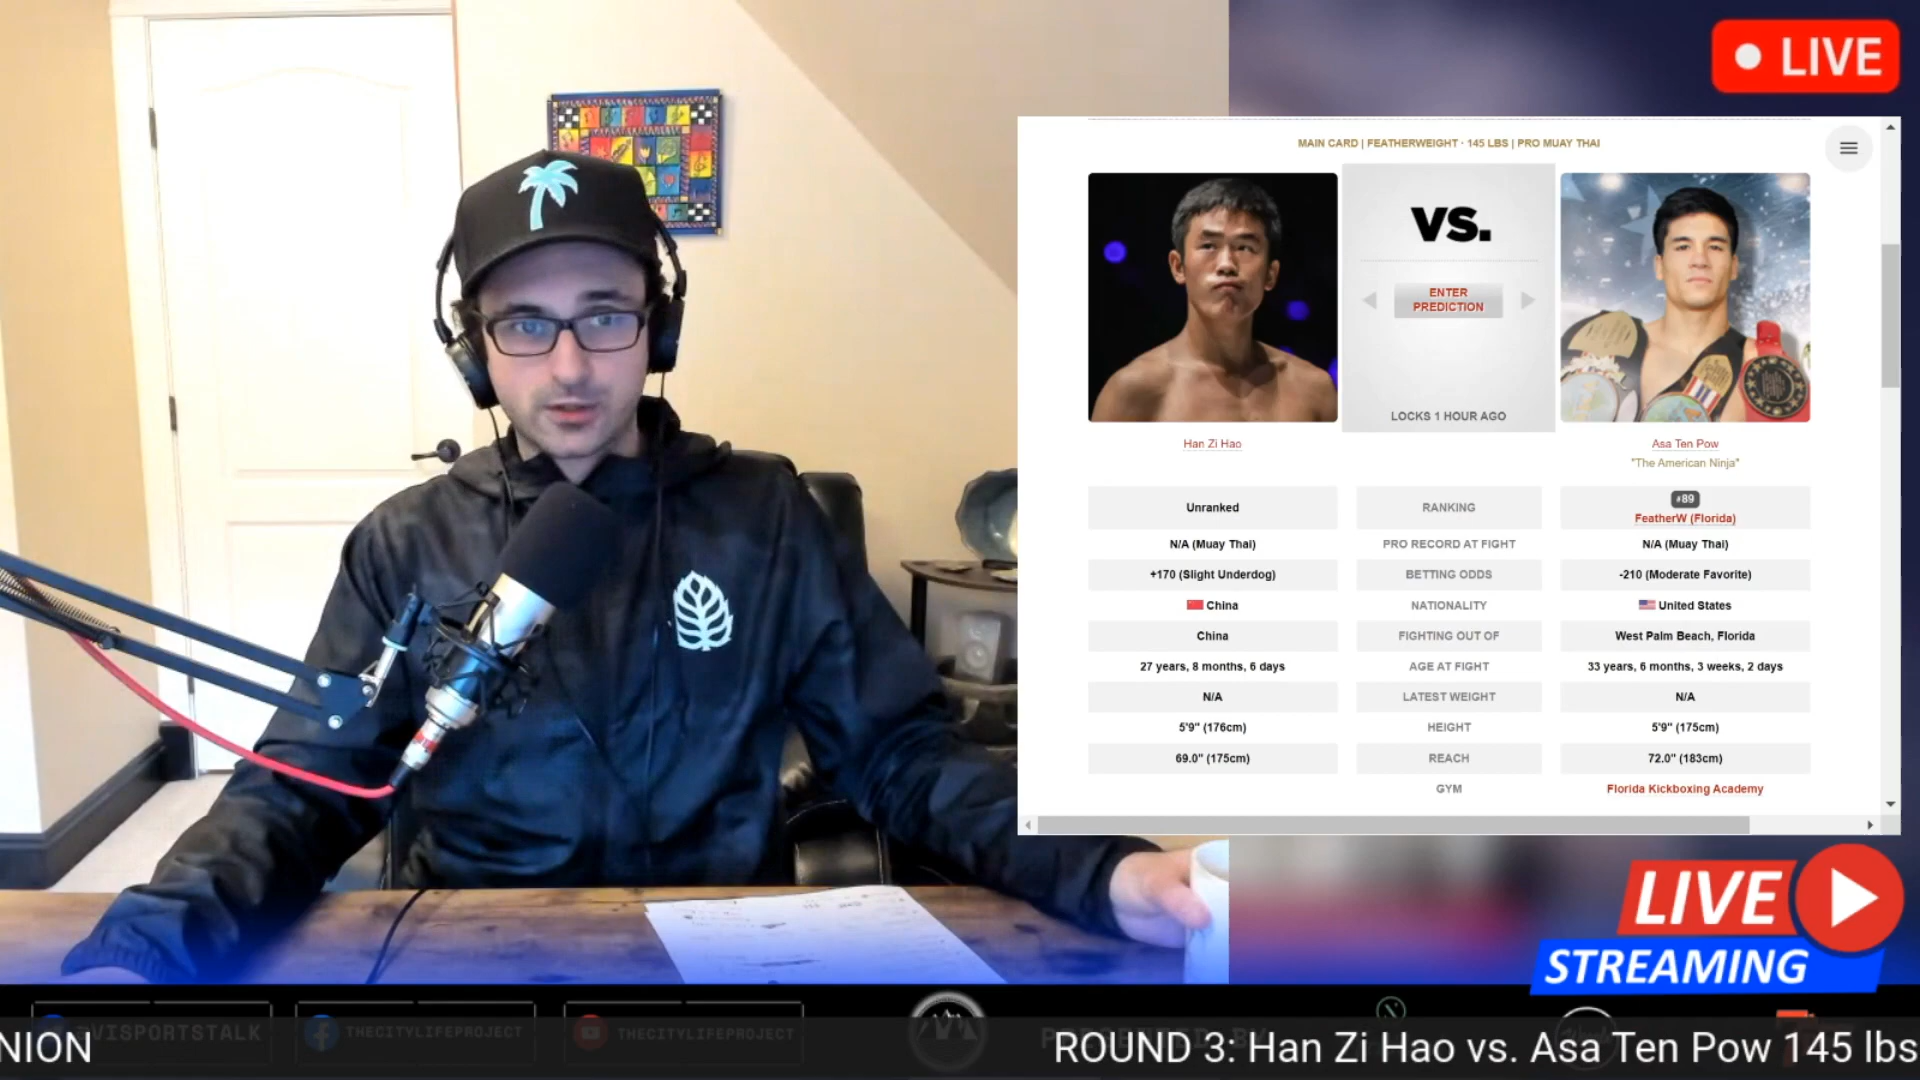 LIVE
MAIN CARD | FEATHERWEIGHT · 145 LBS | PRO MUAY THAI
VS.
ENTER
PREDICTION
LOCKS 1 HOUR AGO
Han Zi Hao
Asa Ten Pow
"The American Ninja"
#89
Unranked RANKING FeatherW (Florida)
N/A (Muay Thai) PRO RECORD AT FIGHT N/A (Muay Thai)
+170 (Slight Underdog) BETTING ODDS -210 (Moderate Favorite)
China NATIONALITY United States
China FIGHTING OUT OF West Palm Beach, Florida
27 years, 8 months, 6 days AGE AT FIGHT 33 years, 6 months, 3 weeks, 2 days
N/A LATEST WEIGHT N/A
5'9" (176cm) HEIGHT 5'9" (175cm)
69.0" (175cm) REACH 72.0" (183cm)
GYM Florida Kickboxing Academy
LIVE
STREAMING
VISPORTSTALK
THECITYLIFEPROJECT
THECITYLIFEPROJECT
NION
ROUND 3: Han Zi Hao vs. Asa Ten Pow 145 lbs